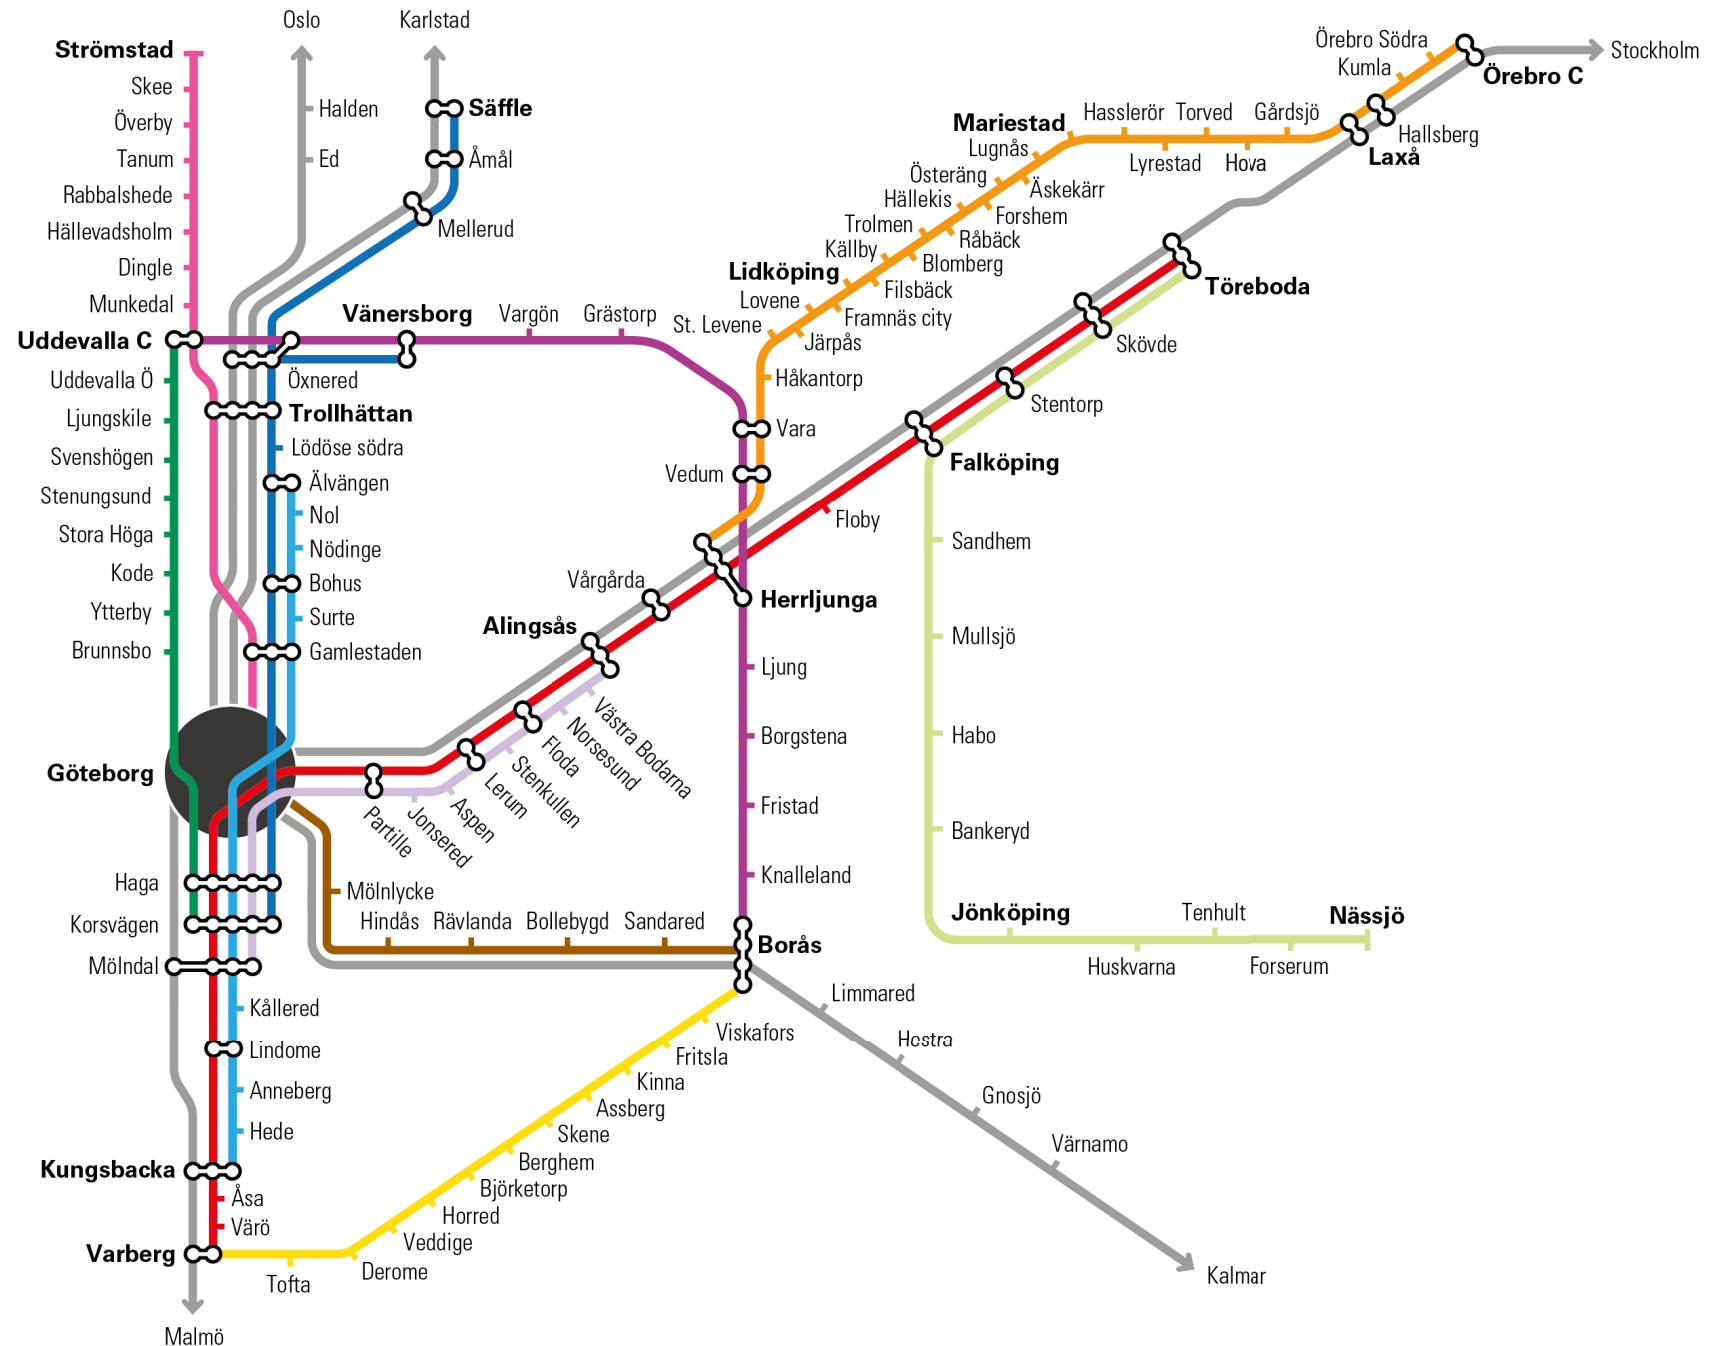 Oslo
Karlstad
Strömstad
Skee
Överby
Tanum
Rabbalshede
Hällevadsholm
Dingle
Munkedal
Uddevalla C
Uddevalla Ö
Ljungskile
Svenshögen
Stenungsund
Stora Höga
Kode
Ytterby
Brunnsbo
Göteborg
Haga
Korsvägen
Mölndal
Kungsbacka
Varberg
Malmö
Halden
Ed
Säffle
Åmål
Mellerud
Vänersborg
Vargön
Grästorp
Öxnered
Trollhättan
Lödöse södra
Älvängen
Nol
Nödinge
Bohus
Surte
Gamlestaden
Kållered
Lindome
Anneberg
Hede
Åsa
Värö
Tofta
Derome
Veddige
Horred
Björketorp
Berghem
Skene
Assberg
Kinna
Fritsla
Viskafors
Mölnlycke
Hindås
Rävlanda
Bollebygd
Sandared
Borås
Knalleland
Fristad
Borgstena
Ljung
Herrljunga
Vårgårda
Alingsås
Västra Bodarna
Norsesund
Floda
Stenkullen
Lerum
Aspen
Jonsered
Partille
Vedum
Vara
Håkantorp
St. Levene
Järpås
Lovene
Framnäs city
Lidköping
Filsbäck
Källby
Blomberg
Trolmen
Råbäck
Hällekis
Forshem
Österäng
Äskekärr
Lugnås
Mariestad
Hasslerör
Lyrestad
Torved
Hova
Gårdsjö
Laxå
Hallsberg
Kumla
Örebro Södra
Örebro C
Stockholm
Töreboda
Skövde
Stentorp
Falköping
Floby
Sandhem
Mullsjö
Habo
Bankeryd
Jönköping
Huskvarna
Tenhult
Forserum
Nässjö
Limmared
Hestra
Gnosjö
Värnamo
Kalmar